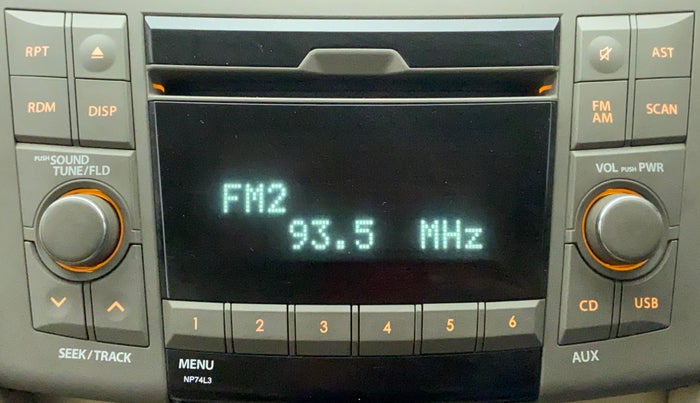 RPT
AST
RDM
DISP
FM
AM
SCAN
PUSH SOUND
TUNE/FLD
VOL PUSH PWR
FM2
93.5 MHz
1 2 3 4 5 6
CD
USB
SEEK/TRACK
MENU
AUX
NP74L3